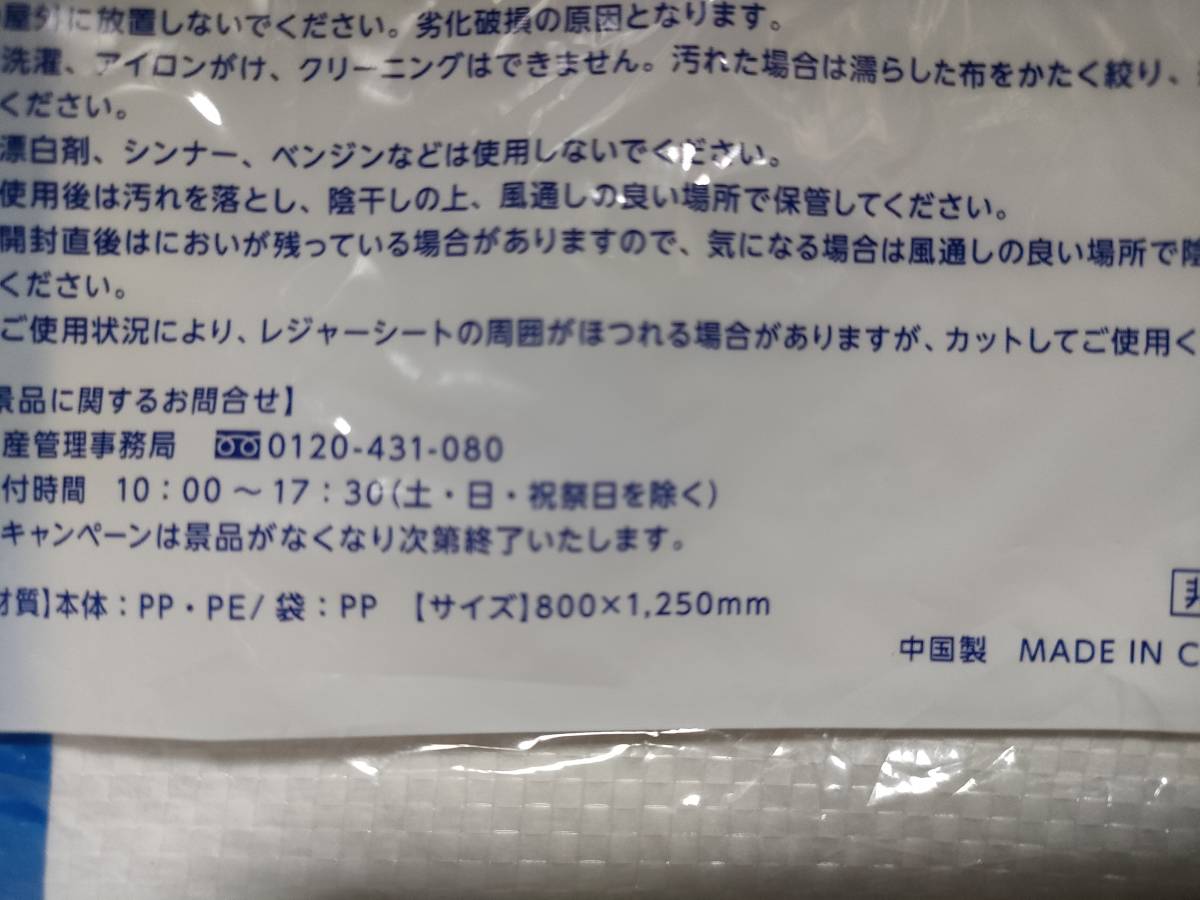 屋外に放置しないでください。劣化破損の原因となります。
洗濯、アイロンがけ、クリーニングはできません。汚れた場合は濡らした布をかたく絞り、
ください。
漂白剤、シンナー、ベンジンなどは使用しないでください。
使用後は汚れを落とし、陰干しの上、風通しの良い場所で保管してください。
開封直後はにおいが残っている場合がありますので、気になる場合は風通しの良い場所で陰
ください。
ご使用状況により、レジャーシートの周囲がほつれる場合がありますが、カットしてご使用く
景品に関するお問合せ】
産管理事務局 0120-431-080
付時間 10：00～17：30(土・日・祝祭日を除く)
キャンペーンは景品がなくなり次第終了いたします。
材質】本体：PP・PE/ 袋：PP 【サイズ】800×1,250mm
非
中国製 MADE IN C